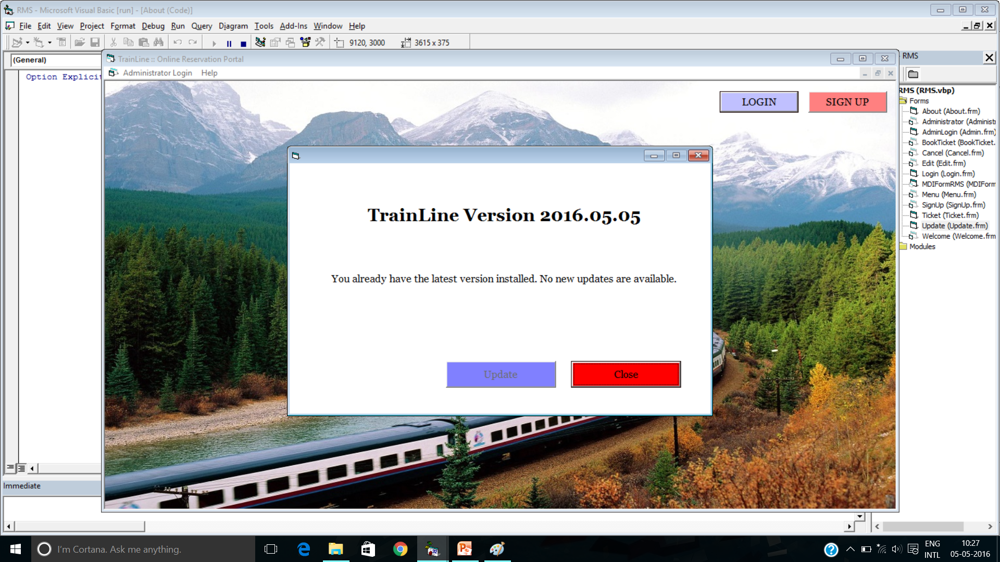 RMS - Microsoft Visual Basic [run] - [About (Code)]
File Edit View Project Format Debug Run Query Diagram Tools Add-Ins Window Help
9120, 3000 3615 x 375
(General)
Option Explicit
TrainLine :: Online Reservation Portal
Administrator Login Help
LOGIN SIGN UP
TrainLine Version 2016.05.05
You already have the latest version installed. No new updates are available.
Update Close
RMS
RMS (RMS.vbp)
Forms
About (About.frm)
Administrator (Administ
AdminLogin (Admin.frm)
BookTicket (BookTicket.
Cancel (Cancel.frm)
Edit (Edit.frm)
Login (Login.frm)
MDIFormRMS (MDIForm
Menu (Menu.frm)
SignUp (SignUp.frm)
Ticket (Ticket.frm)
Update (Update.frm)
Welcome (Welcome.frm
Modules
Immediate
I'm Cortana. Ask me anything.
ENG
INTL
10:27
05-05-2016